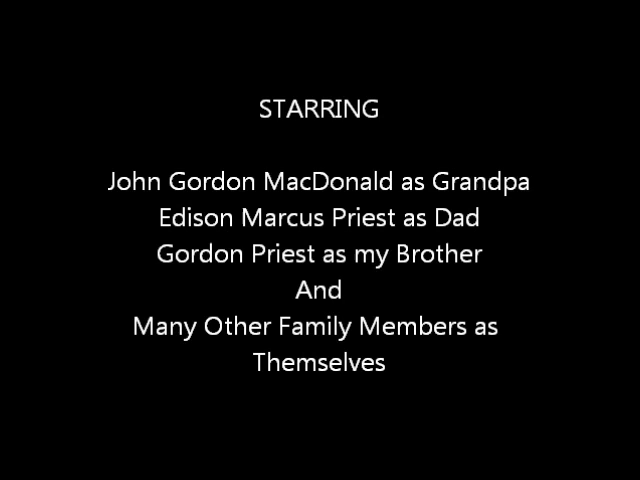 STARRING
John Gordon MacDonald as Grandpa
Edison Marcus Priest as Dad
Gordon Priest as my Brother
And
Many Other Family Members as
Themselves